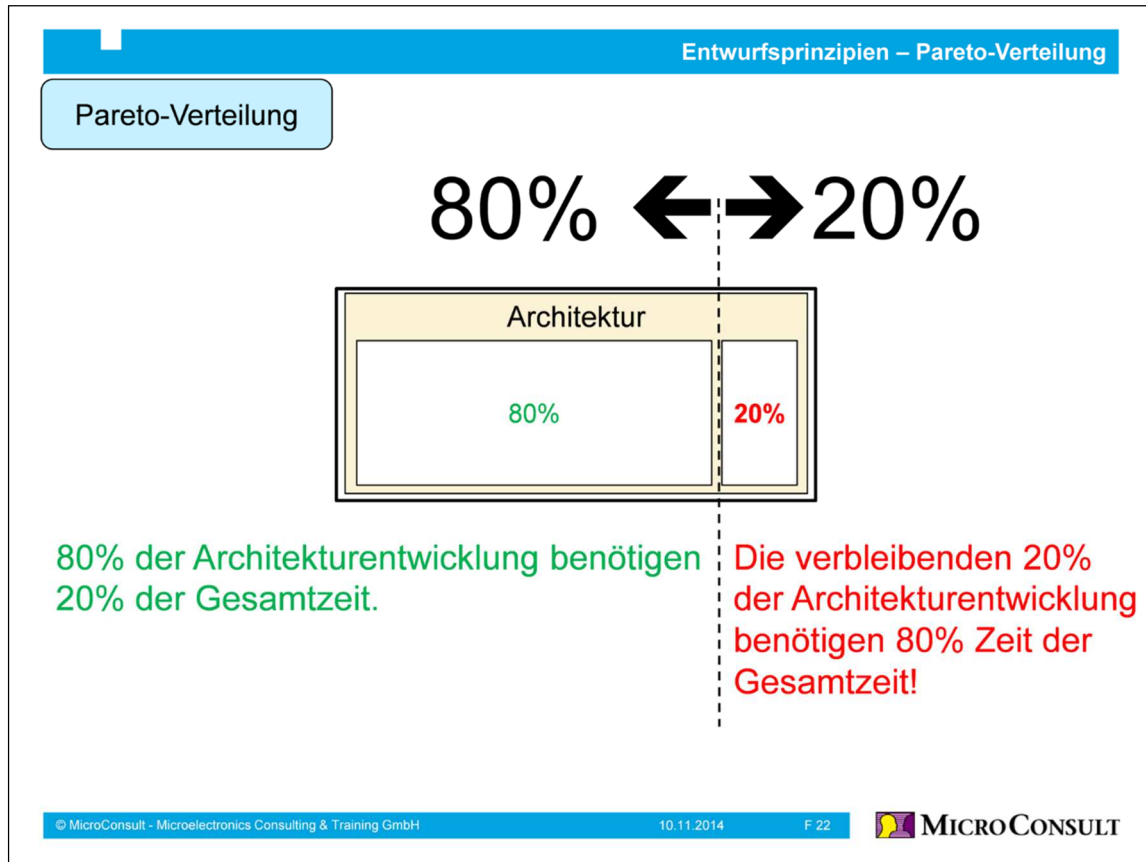 Entwurfsprinzipien – Pareto-Verteilung
Pareto-Verteilung
80% 20%
Architektur
80% 20%
80% der Architekturentwicklung benötigen
20% der Gesamtzeit.
Die verbleibenden 20%
der Architekturentwicklung
benötigen 80% Zeit der
Gesamtzeit!
© MicroConsult - Microelectronics Consulting & Training GmbH 10.11.2014 F 22
MICROCONSULT